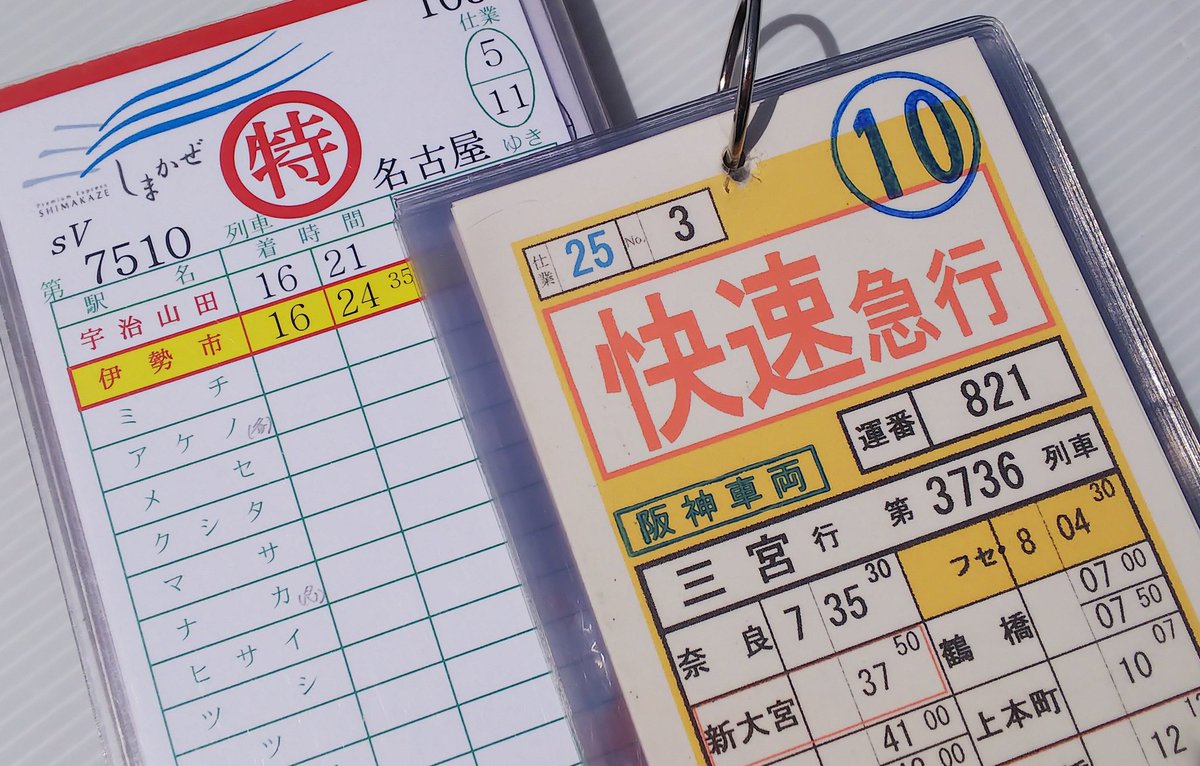 仕業
5
11
しまかぜ
Premium Express
SHIMAKAZE
特
名古屋 ゆき
sV
第 7510 列車
駅 名 着 時 間
宇治山田 16 21
伊勢市 16 24 35
ミチ
アケノ
メセ
クシタ
マサ
ナカ
ヒサイ
ツシ
ツツ
10
仕業 25 No. 3
快速急行
運番 821
阪神車両
三宮行 第 3736 列車
奈良 7 35 30
新大宮 37 50
41 00
フセ 8 04 30
鶴橋 07 00
07 50
上本町 10 07
12